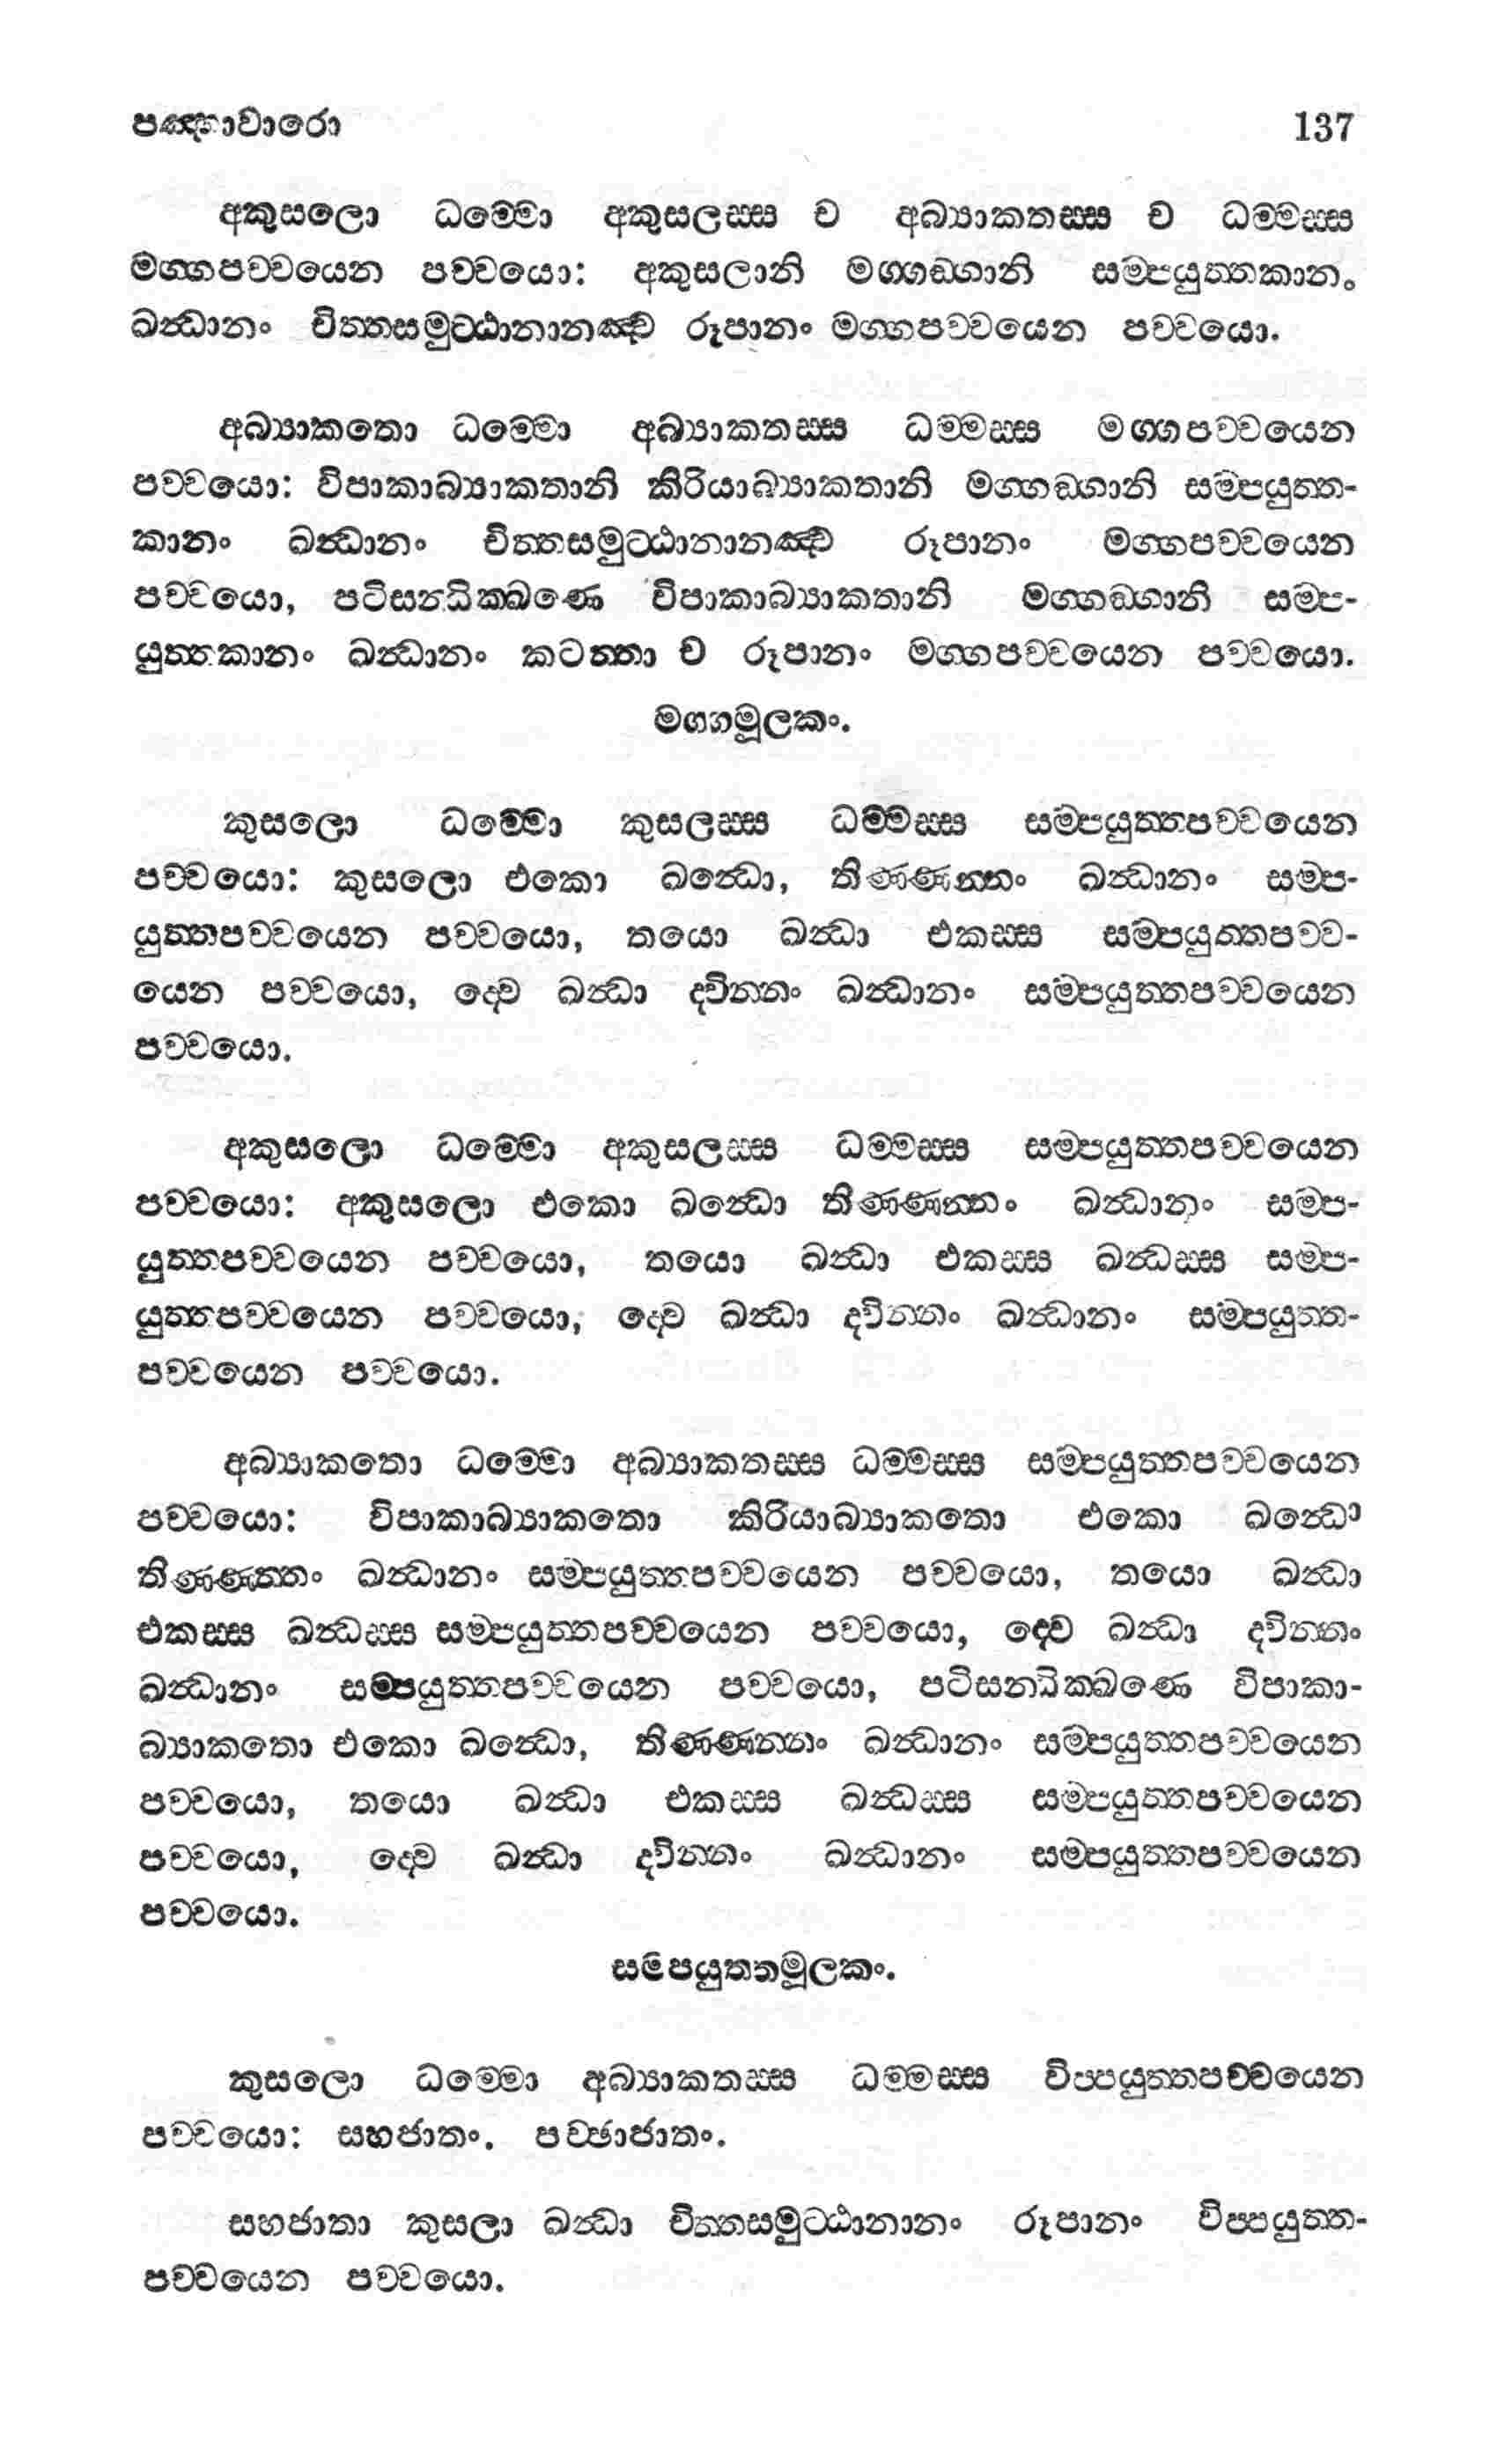 පඤ්හාවාරො 137
අකුසලො ධම්මො අකුසලස්ස ච අබ්‍යාකතස්ස ච ධම්මස්ස
මග්ගපච්චයෙන පච්චයො: අකුසලානි මග්ගඞ්ගානි සම්පයුත්තකානං
ඛන්ධානං චිත්තසමුට්ඨානානඤ්ච රූපානං මග්ගපච්චයෙන පච්චයො.
අබ්‍යාකතො ධම්මො අබ්‍යාකතස්ස ධම්මස්ස මග්ගපච්චයෙන
පච්චයො: විපාකාබ්‍යාකතානි කිරියාබ්‍යාකතානි මග්ගඞ්ගානි සම්පයුත්ත-
කානං ඛන්ධානං චිත්තසමුට්ඨානානඤ්ච රූපානං මග්ගපච්චයෙන
පච්චයො, පටිසන්ධික්ඛණෙ විපාකාබ්‍යාකතානි මග්ගඞ්ගානි සම්ප-
යුත්තකානං ඛන්ධානං කටත්තා ච රූපානං මග්ගපච්චයෙන පච්චයො.
මග්ගමූලකං.
කුසලො ධම්මො කුසලස්ස ධම්මස්ස සම්පයුත්තපච්චයෙන
පච්චයො: කුසලො එකො ඛන්ධො, තිණ්ණන්නං ඛන්ධානං සම්ප-
යුත්තපච්චයෙන පච්චයො, තයො ඛන්ධා එකස්ස සම්පයුත්තපච්ච-
යෙන පච්චයො, ද්වෙ ඛන්ධා ද්වින්නං ඛන්ධානං සම්පයුත්තපච්චයෙන
පච්චයො.
අකුසලො ධම්මො අකුසලස්ස ධම්මස්ස සම්පයුත්තපච්චයෙන
පච්චයො: අකුසලො එකො ඛන්ධො තිණ්ණන්නං ඛන්ධානං සම්ප-
යුත්තපච්චයෙන පච්චයො, තයො ඛන්ධා එකස්ස ඛන්ධස්ස සම්ප-
යුත්තපච්චයෙන පච්චයො, ද්වෙ ඛන්ධා ද්වින්නං ඛන්ධානං සම්පයුත්ත-
පච්චයෙන පච්චයො.
අබ්‍යාකතො ධම්මො අබ්‍යාකතස්ස ධම්මස්ස සම්පයුත්තපච්චයෙන
පච්චයො: විපාකාබ්‍යාකතො කිරියාබ්‍යාකතො එකො ඛන්ධො
තිණ්ණන්නං ඛන්ධානං සම්පයුත්තපච්චයෙන පච්චයො, තයො ඛන්ධා
එකස්ස ඛන්ධස්ස සම්පයුත්තපච්චයෙන පච්චයො, ද්වෙ ඛන්ධා ද්වින්නං
ඛන්ධානං සම්පයුත්තපච්චයෙන පච්චයො, පටිසන්ධික්ඛණෙ විපාකා-
බ්‍යාකතො එකො ඛන්ධො, තිණ්ණන්නං ඛන්ධානං සම්පයුත්තපච්චයෙන
පච්චයො, තයො ඛන්ධා එකස්ස ඛන්ධස්ස සම්පයුත්තපච්චයෙන
පච්චයො, ද්වෙ ඛන්ධා ද්වින්නං ඛන්ධානං සම්පයුත්තපච්චයෙන
පච්චයො.
සම්පයුත්තමූලකං.
කුසලො ධම්මො අබ්‍යාකතස්ස ධම්මස්ස විප්පයුත්තපච්චයෙන
පච්චයො: සහජාතං. පච්ඡාජාතං.
සහජාතා කුසලා ඛන්ධා චිත්තසමුට්ඨානානං රූපානං විප්පයුත්ත-
පච්චයෙන පච්චයො.